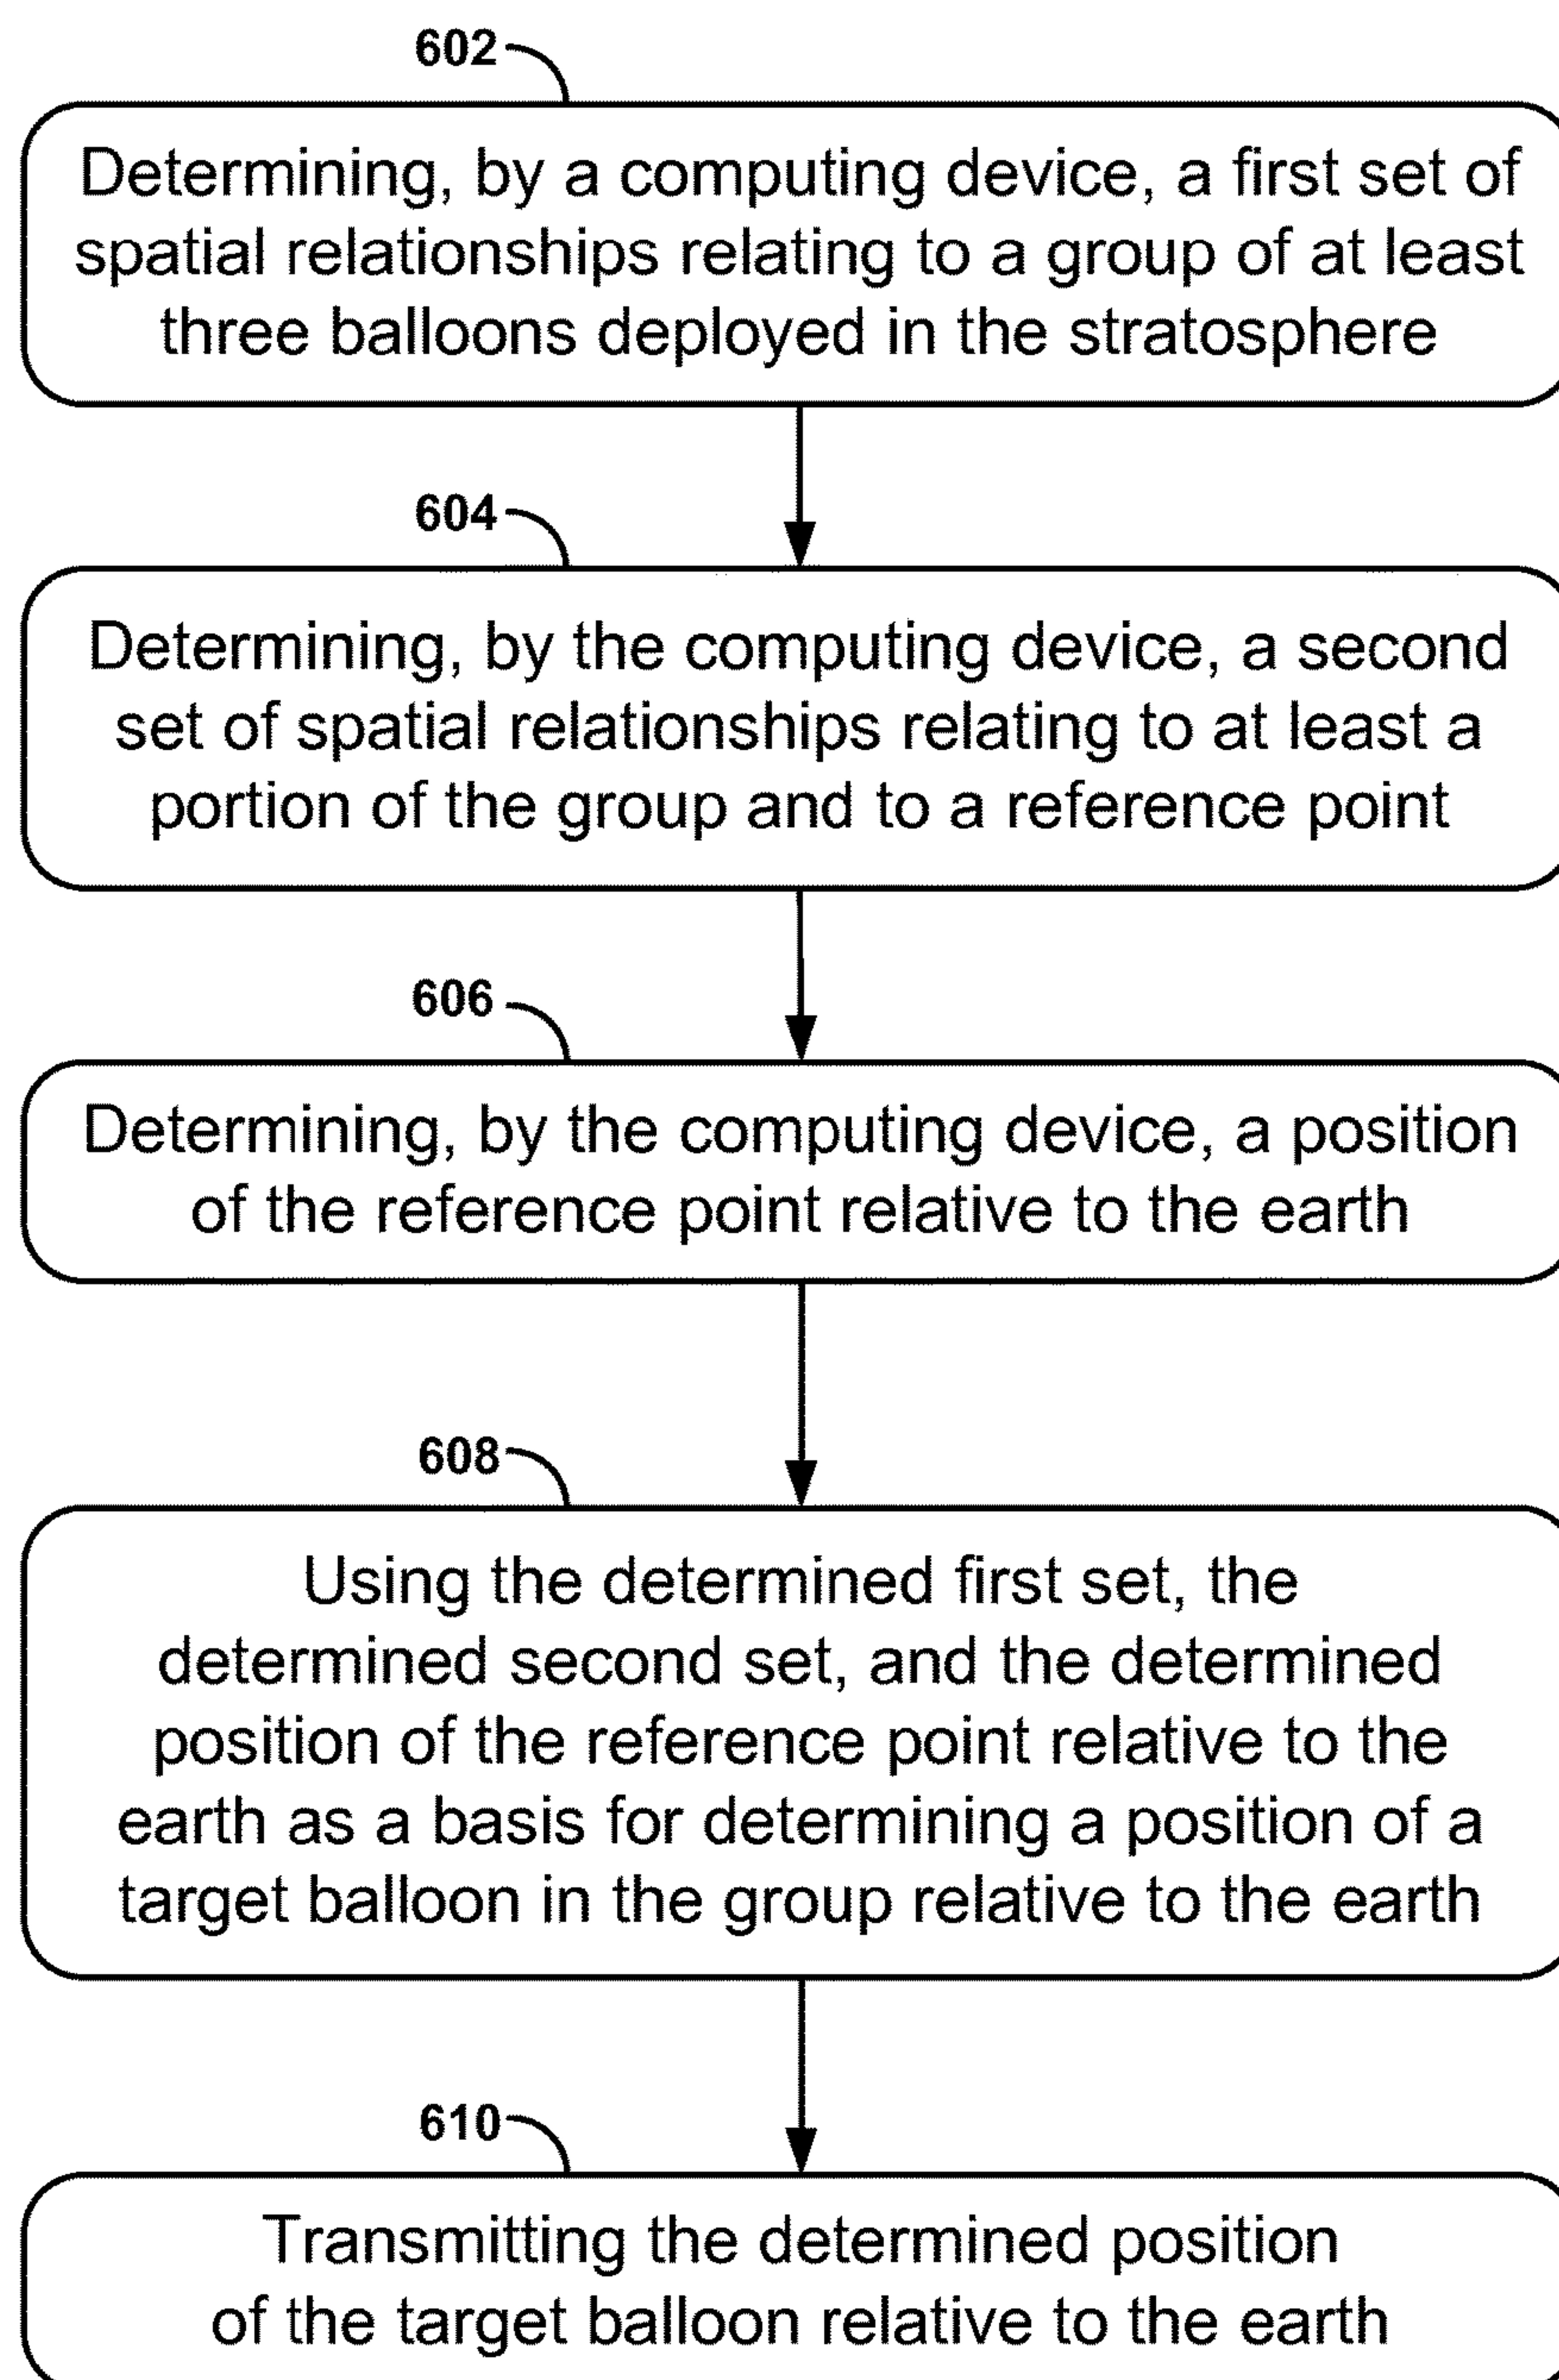 602
Determining, by a computing device, a first set of
spatial relationships relating to a group of at least
three balloons deployed in the stratosphere
604
Determining, by the computing device, a second
set of spatial relationships relating to at least a
portion of the group and to a reference point
606
Determining, by the computing device, a position
of the reference point relative to the earth
608
Using the determined first set, the
determined second set, and the determined
position of the reference point relative to the
earth as a basis for determining a position of a
target balloon in the group relative to the earth
610
Transmitting the determined position
of the target balloon relative to the earth